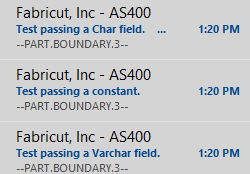 Fabricut, Inc - AS400
Test passing a Char field. ... 1:20 PM
--PART.BOUNDARY.3--
Fabricut, Inc - AS400
Test passing a constant. 1:20 PM
--PART.BOUNDARY.3--
Fabricut, Inc - AS400
Test passing a Varchar field. 1:20 PM
--PART.BOUNDARY.3--